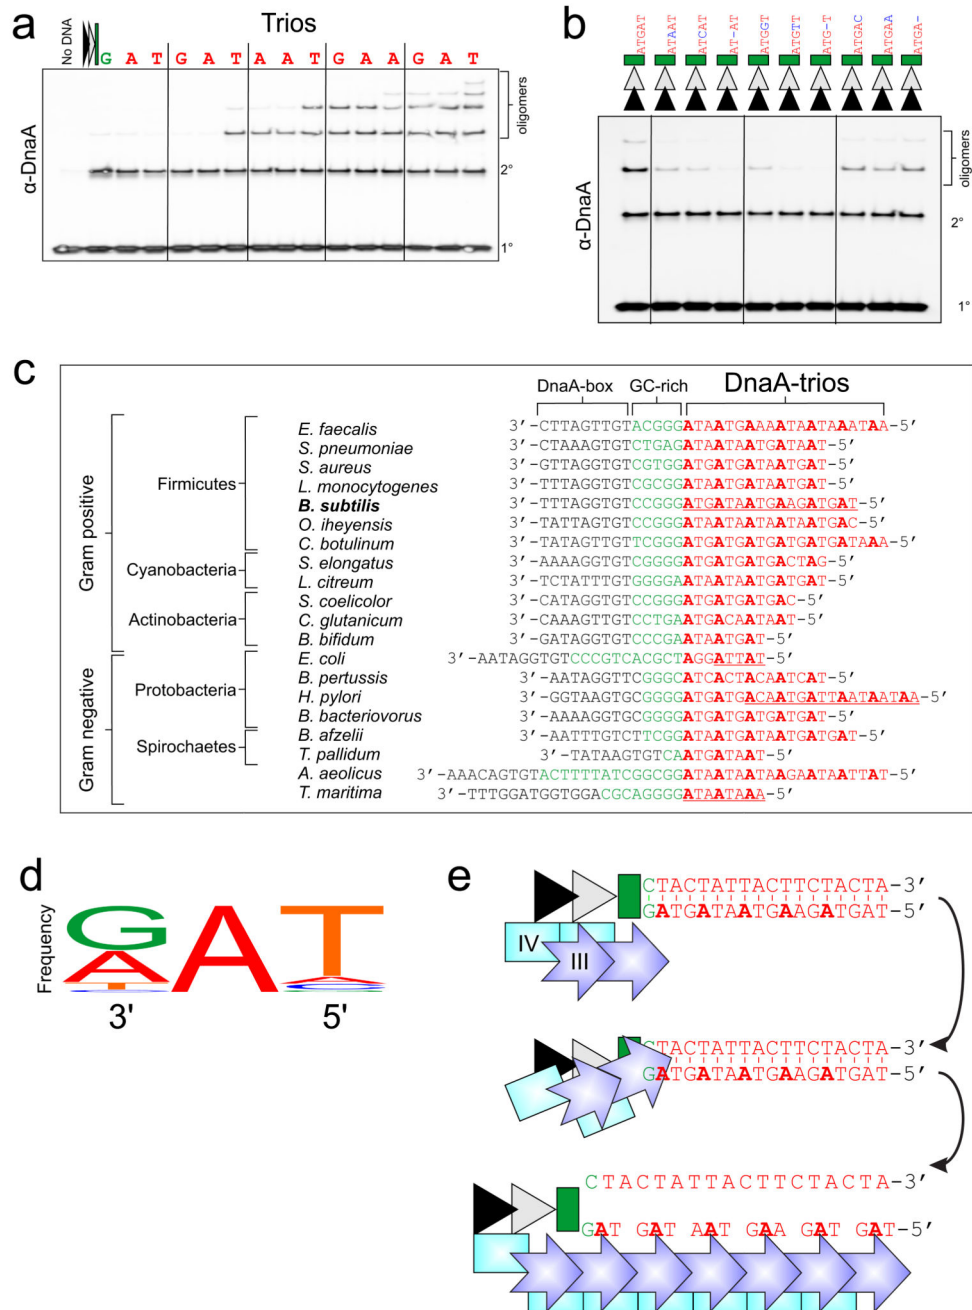 a
Trios
No DNA
G A T G A T A A T G A A G A T
α-DnaA
oligomers
2°
1°
b
ATGAT
ATAAT
ATCAT
AT-AT
ATGGT
ATGTT
ATG-T
ATGAC
ATGAA
ATGA-
α-DnaA
oligomers
2°
1°
c
DnaA-box GC-rich DnaA-trios
Gram positive
Gram negative
Firmicutes
Cyanobacteria
Actinobacteria
Protobacteria
Spirochaetes
E. faecalis 3′-CTTAGTTGTACGGGATAATGAAAATAATAAATAA-5′
S. pneumoniae 3′-CTAAAGTGTCTGAGATAATAATGATAAT-5′
S. aureus 3′-GTTAGGTGTCGTGGATGATGATAATGAT-5′
L. monocytogenes 3′-TTTAGGTGTCGCGGATAATAATGATAAT-5′
B. subtilis 3′-TTTAGGTGTCCGGGATGATAATGAAGATGAT-5′
O. iheyensis 3′-TATTAGTGTCCGGGATAATAATAATAATGAC-5′
C. botulinum 3′-TATAGTTGTTCGGGATGATGATGATGATGATAAA-5′
S. elongatus 3′-AAAAGGTGTCGGGGATGATGATGACTAG-5′
L. citreum 3′-TCTATTTGTGGGGAATAATAATGATGAT-5′
S. coelicolor 3′-CATAGGTGTCCGGGATGATGATGAC-5′
C. glutanicum 3′-CAAACTTGTCCTGAATGACAATAAT-5′
B. bifidum 3′-GATAGGTGTCCCGAATAATGAT-5′
E. coli 3′-AATAGGTGTCCCGTCACGCTAGGATTAT-5′
B. pertussis 3′-AATAGGTTCGGGCATCACTACAATCAT-5′
H. pylori 3′-GGTAAGTGCGGGGATGATGACAATGATTAATAATAA-5′
B. bacteriovorus 3′-AAAAGGTGCGGGGATGATGATGATGAT-5′
B. afzelii 3′-AATTTGTCTTCGGATGATAATGATGATGAT-5′
T. pallidum 3′-TATAAGTGTCAATGATAAT-5′
A. aeolicus 3′-AAACAGTGTACTTTTATCGGCGGATAATAATAAGAATAATTAT-5′
T. maritima 3′-TTTGGATGGTGGACGCAGGGGATAATAAA-5′
d
Frequency
G A T
A T
3'
5'
e
CTACTATTACTTCTACTA-3′
GATGATAATGAAGATGAT-5′
IV
III
CTACTATTACTTCTACTA-3′
GATGATAATGAAGATGAT-5′
CTACTATTACTTCTACTA-3′
GAT GAT AAT GAA GAT GAT-5′